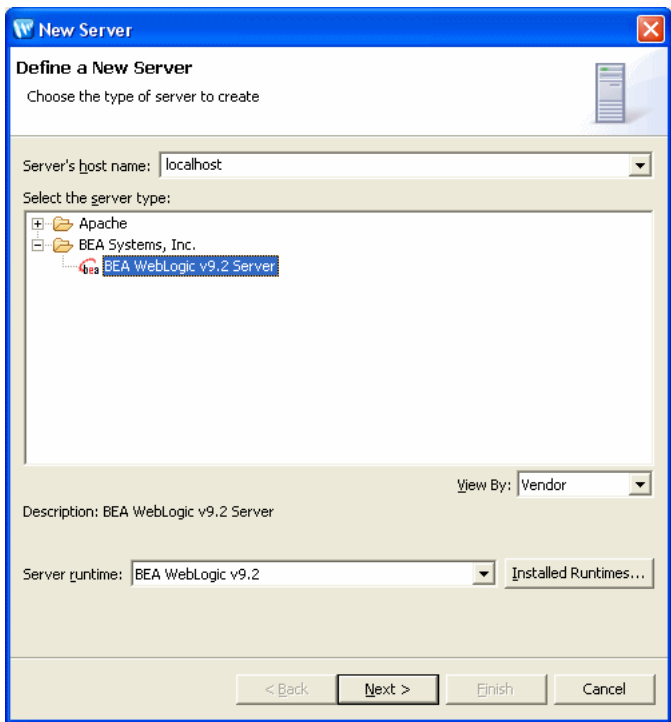 New Server
Define a New Server
Choose the type of server to create
Server's host name: localhost
Select the server type:
Apache
BEA Systems, Inc.
bea BEA WebLogic v9.2 Server
View By: Vendor
Description: BEA WebLogic v9.2 Server
Server runtime: BEA WebLogic v9.2 Installed Runtimes...
< Back Next > Finish Cancel